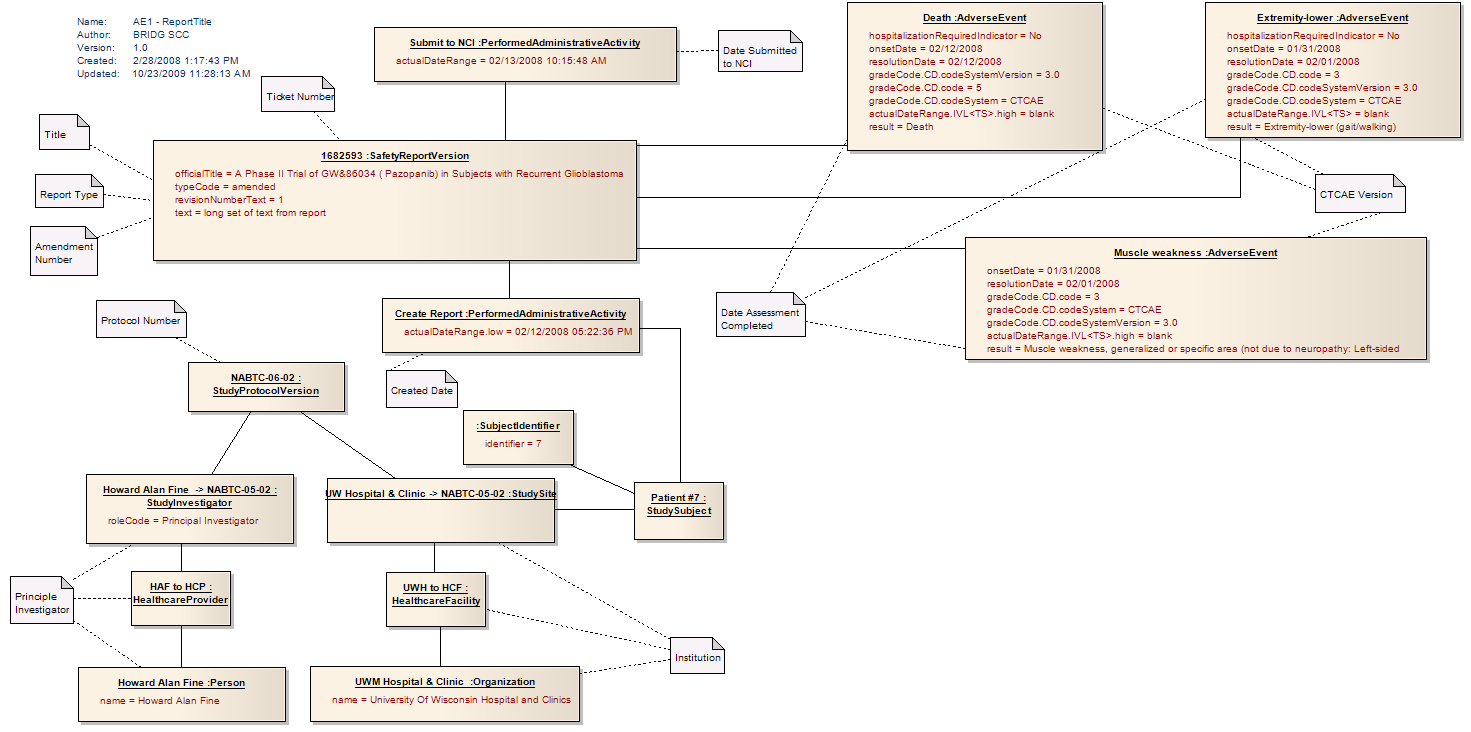 Name: AE1 - ReportTitle
Author: BRIDG SCC
Version: 1.0
Created: 2/28/2008 1:17:43 PM
Updated: 10/23/2009 11:28:13 AM
Submit to NCI :PerformedAdministrativeActivity
actualDateRange = 02/13/2008 10:15:48 AM
Date Submitted
to NCI
Death :AdverseEvent
hospitalizationRequiredIndicator = No
onsetDate = 02/12/2008
resolutionDate = 02/12/2008
gradeCode.CD.codeSystemVersion = 3.0
gradeCode.CD.code = 5
gradeCode.CD.codeSystem = CTCAE
actualDateRange.IVL<TS>.high = blank
result = Death
Extremity-lower :AdverseEvent
hospitalizationRequiredIndicator = No
onsetDate = 01/31/2008
resolutionDate = 02/01/2008
gradeCode.CD.code = 3
gradeCode.CD.codeSystemVersion = 3.0
gradeCode.CD.codeSystem = CTCAE
actualDateRange.IVL<TS>.high = blank
result = Extremity-lower (gait/walking)
Ticket Number
Title
Report Type
Amendment
Number
1682593 :SafetyReportVersion
officialTitle = A Phase II Trial of GW&86034 ( Pazopanib) in Subjects with Recurrent Glioblastoma
typeCode = amended
revisionNumberText = 1
text = long set of text from report
CTCAE Version
Muscle weakness :AdverseEvent
onsetDate = 01/31/2008
resolutionDate = 02/01/2008
gradeCode.CD.code = 3
gradeCode.CD.codeSystem = CTCAE
gradeCode.CD.codeSystemVersion = 3.0
actualDateRange.IVL<TS>.high = blank
result = Muscle weakness, generalized or specific area (not due to neuropathy: Left-sided
Date Assessment
Completed
Protocol Number
Create Report :PerformedAdministrativeActivity
actualDateRange.low = 02/12/2008 05:22:36 PM
Created Date
NABTC-06-02 :
StudyProtocolVersion
:SubjectIdentifier
identifier = 7
Howard Alan Fine -> NABTC-05-02 :
StudyInvestigator
roleCode = Principal Investigator
UW Hospital & Clinic -> NABTC-05-02 :StudySite
Patient #7 :
StudySubject
Principle
Investigator
HAF to HCP :
HealthcareProvider
UWH to HCF :
HealthcareFacility
Institution
Howard Alan Fine :Person
name = Howard Alan Fine
UWM Hospital & Clinic :Organization
name = University Of Wisconsin Hospital and Clinics